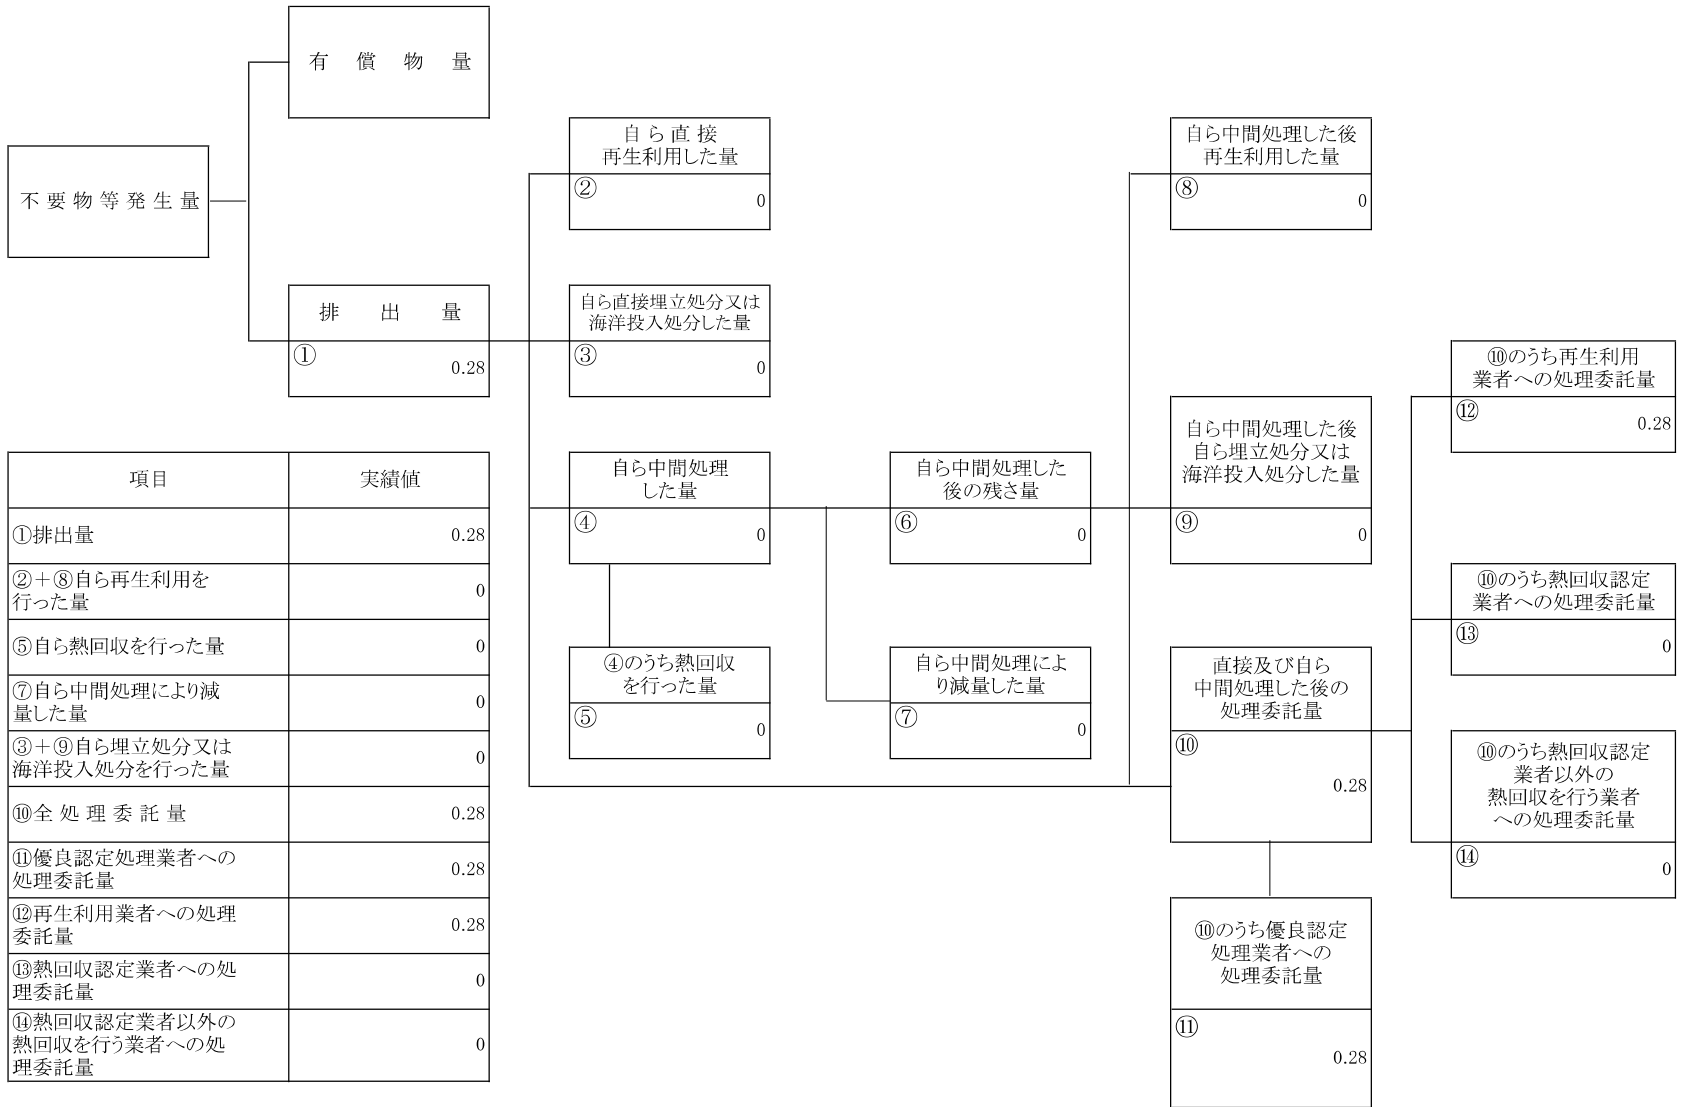 有償物量
不要物等発生量
排出量
①
0.28
自ら直接
再生利用した量
②
0
自ら直接埋立処分又は
海洋投入処分した量
③
0
自ら中間処理
した量
④
0
④のうち熱回収
を行った量
⑤
0
自ら中間処理した
後の残さ量
⑥
0
自ら中間処理によ
り減量した量
⑦
0
自ら中間処理した後
再生利用した量
⑧
0
自ら中間処理した後
自ら埋立処分又は
海洋投入処分した量
⑨
0
直接及び自ら
中間処理した後の
処理委託量
⑩
0.28
⑩のうち優良認定
処理業者への
処理委託量
⑪
0.28
⑩のうち再生利用
業者への処理委託量
⑫
0.28
⑩のうち熱回収認定
業者への処理委託量
⑬
0
⑩のうち熱回収認定
業者以外の
熱回収を行う業者
への処理委託量
⑭
0
項目 実績値
①排出量 0.28
②＋⑧自ら再生利用を
行った量 0
⑤自ら熱回収を行った量 0
⑦自ら中間処理により減
量した量 0
③＋⑨自ら埋立処分又は
海洋投入処分を行った量 0
⑩全処理委託量 0.28
⑪優良認定処理業者への
処理委託量 0.28
⑫再生利用業者への処理
委託量 0.28
⑬熱回収認定業者への処
理委託量 0
⑭熱回収認定業者以外の
熱回収を行う業者への処
理委託量 0